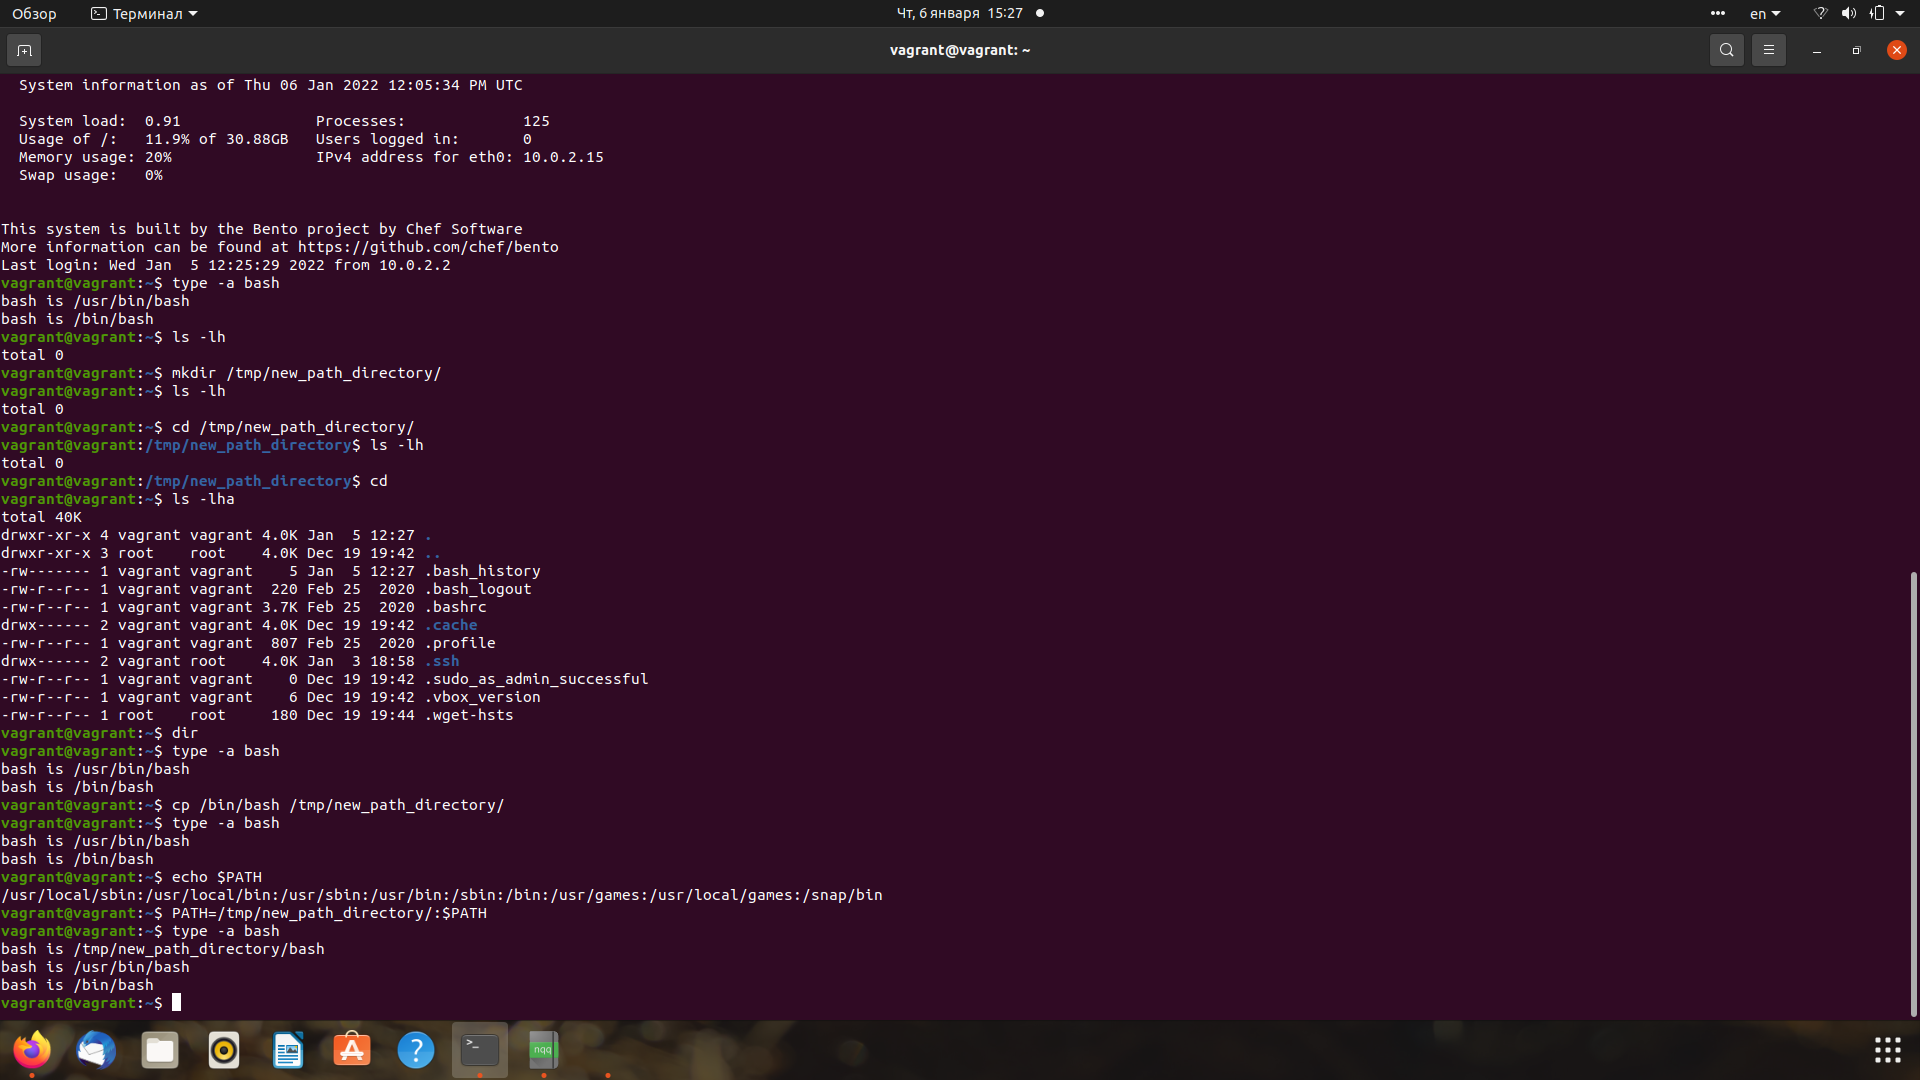 Обзор Терминал Чт, 6 января 15:27 en
vagrant@vagrant: ~
System information as of Thu 06 Jan 2022 12:05:34 PM UTC
System load: 0.91 Processes: 125
Usage of /: 11.9% of 30.88GB Users logged in: 0
Memory usage: 20% IPv4 address for eth0: 10.0.2.15
Swap usage: 0%
This system is built by the Bento project by Chef Software
More information can be found at https://github.com/chef/bento
Last login: Wed Jan  5 12:25:29 2022 from 10.0.2.2
vagrant@vagrant:~$ type -a bash
bash is /usr/bin/bash
bash is /bin/bash
vagrant@vagrant:~$ ls -lh
total 0
vagrant@vagrant:~$ mkdir /tmp/new_path_directory/
vagrant@vagrant:~$ ls -lh
total 0
vagrant@vagrant:~$ cd /tmp/new_path_directory/
vagrant@vagrant:/tmp/new_path_directory$ ls -lh
total 0
vagrant@vagrant:/tmp/new_path_directory$ cd
vagrant@vagrant:~$ ls -lha
total 40K
drwxr-xr-x 4 vagrant vagrant 4.0K Jan  5 12:27 .
drwxr-xr-x 3 root    root    4.0K Dec 19 19:42 ..
-rw------- 1 vagrant vagrant    5 Jan  5 12:27 .bash_history
-rw-r--r-- 1 vagrant vagrant  220 Feb 25  2020 .bash_logout
-rw-r--r-- 1 vagrant vagrant 3.7K Feb 25  2020 .bashrc
drwx------ 2 vagrant vagrant 4.0K Dec 19 19:42 .cache
-rw-r--r-- 1 vagrant vagrant  807 Feb 25  2020 .profile
drwx------ 2 vagrant root    4.0K Jan  3 18:58 .ssh
-rw-r--r-- 1 vagrant vagrant    0 Dec 19 19:42 .sudo_as_admin_successful
-rw-r--r-- 1 vagrant vagrant    6 Dec 19 19:42 .vbox_version
-rw-r--r-- 1 root    root     180 Dec 19 19:44 .wget-hsts
vagrant@vagrant:~$ dir
vagrant@vagrant:~$ type -a bash
bash is /usr/bin/bash
bash is /bin/bash
vagrant@vagrant:~$ cp /bin/bash /tmp/new_path_directory/
vagrant@vagrant:~$ type -a bash
bash is /usr/bin/bash
bash is /bin/bash
vagrant@vagrant:~$ echo $PATH
/usr/local/sbin:/usr/local/bin:/usr/sbin:/usr/bin:/sbin:/bin:/usr/games:/usr/local/games:/snap/bin
vagrant@vagrant:~$ PATH=/tmp/new_path_directory/:$PATH
vagrant@vagrant:~$ type -a bash
bash is /tmp/new_path_directory/bash
bash is /usr/bin/bash
bash is /bin/bash
vagrant@vagrant:~$
nqq